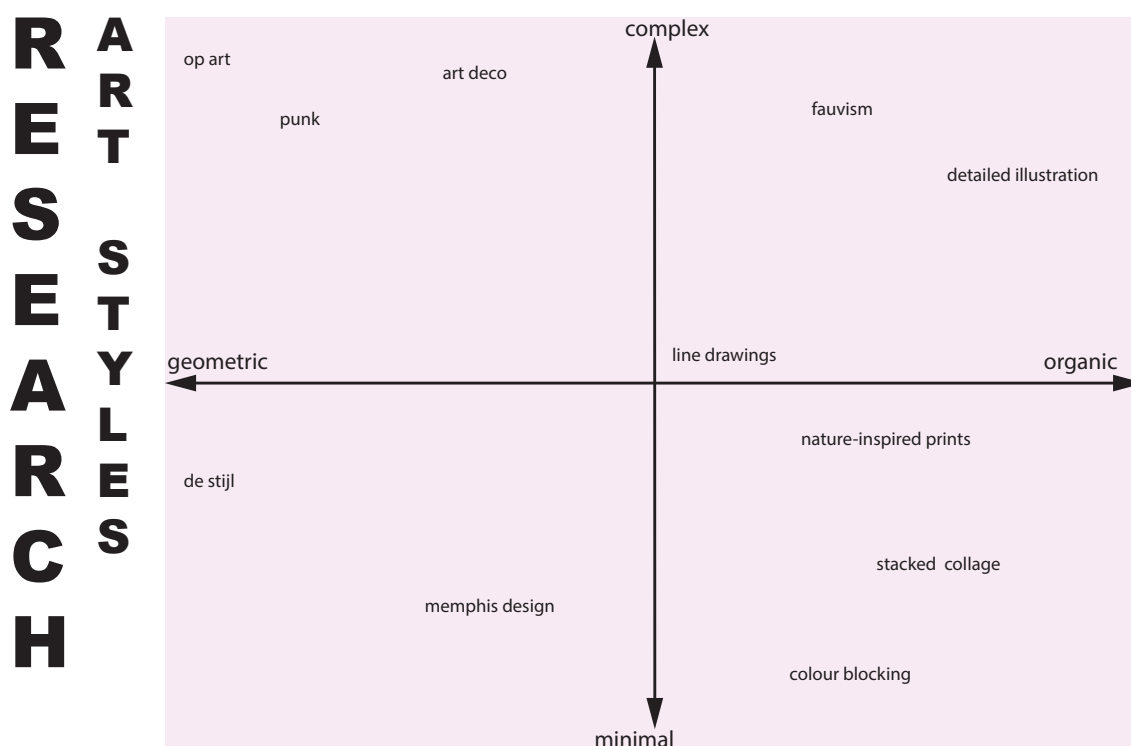 RESEARCH
ART STYLES
complex
op art
art deco
punk
fauvism
detailed illustration
line drawings
geometric
organic
nature-inspired prints
de stijl
stacked collage
memphis design
colour blocking
minimal